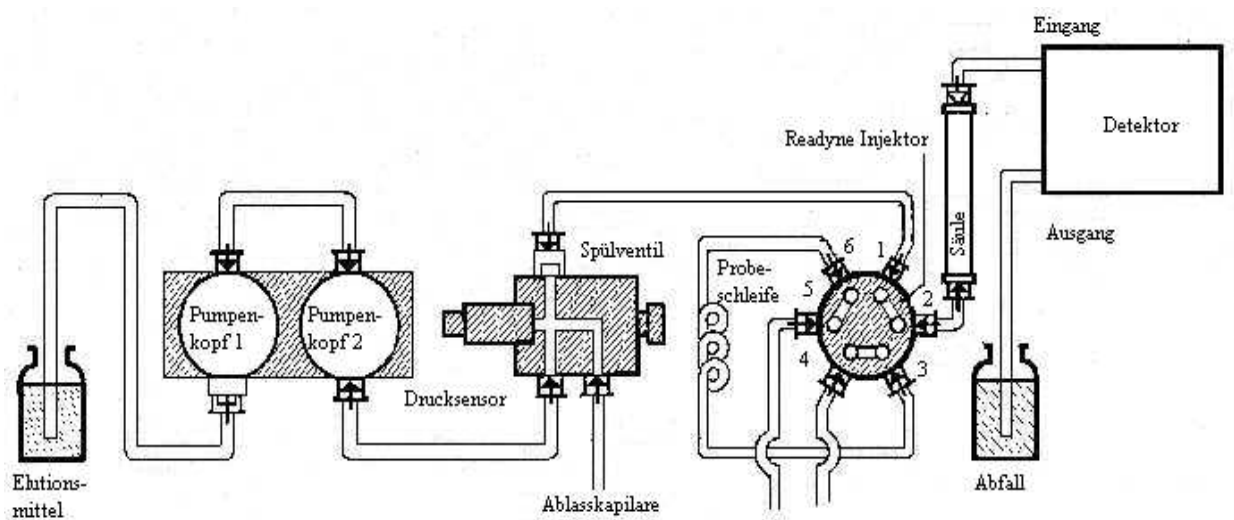 Eingang
Detektor
Readyne Injektor
Säule
Ausgang
Spülventil
6
1
Probe-
schleife
5
2
Pumpen-
kopf 1
Pumpen-
kopf 2
4
3
Drucksensor
Elutions-
mittel
Ablasskapilare
Abfall